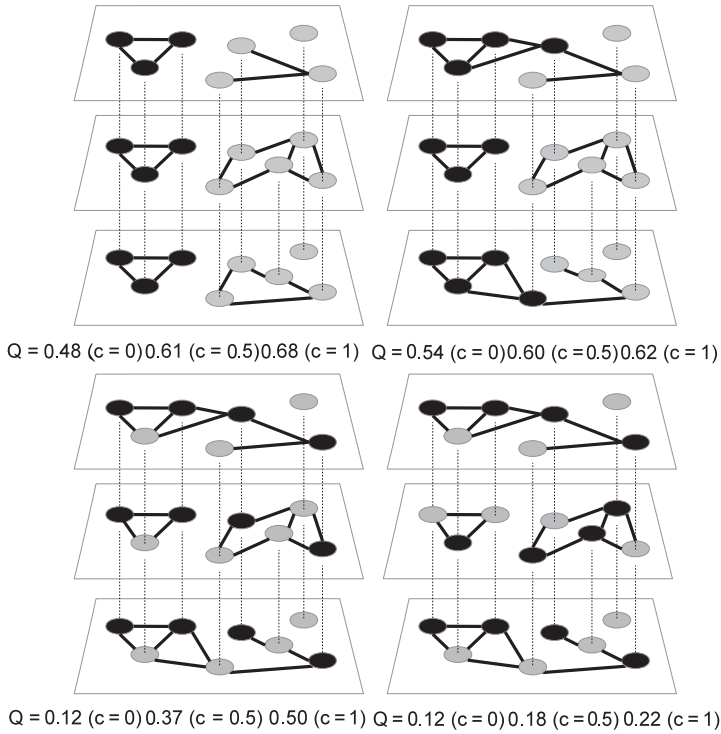 Q = 0.48 (c = 0) 0.61 (c = 0.5) 0.68 (c = 1) Q = 0.54 (c = 0) 0.60 (c = 0.5) 0.62 (c = 1)
Q = 0.12 (c = 0) 0.37 (c = 0.5) 0.50 (c = 1) Q = 0.12 (c = 0) 0.18 (c = 0.5) 0.22 (c = 1)